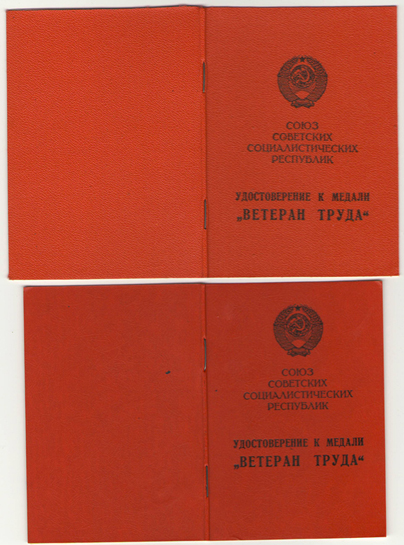 СОЮЗ
СОВЕТСКИХ
СОЦИАЛИСТИЧЕСКИХ
РЕСПУБЛИК
УДОСТОВЕРЕНИЕ К МЕДАЛИ
„ВЕТЕРАН ТРУДА“
СОЮЗ
СОВЕТСКИХ
СОЦИАЛИСТИЧЕСКИХ
РЕСПУБЛИК
УДОСТОВЕРЕНИЕ К МЕДАЛИ
„ВЕТЕРАН ТРУДА“